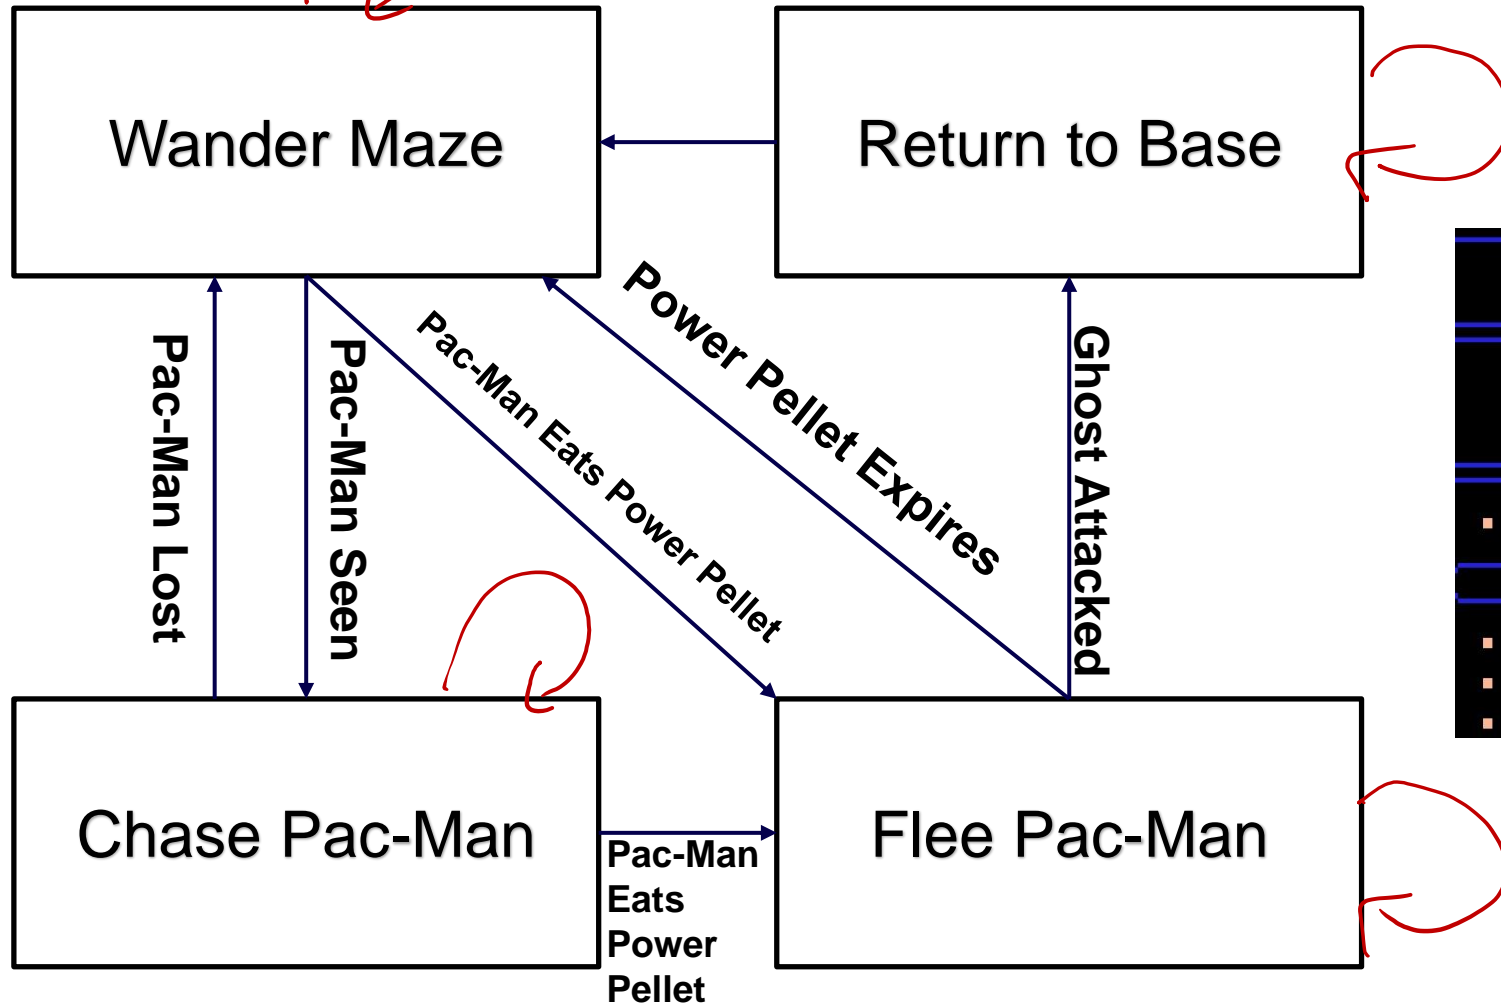 Wander Maze
Return to Base
Pac-Man Lost
Pac-Man Seen
Pac-Man Eats Power Pellet
Power Pellet Expires
Ghost Attacked
Chase Pac-Man
Pac-Man
Eats
Power
Pellet
Flee Pac-Man